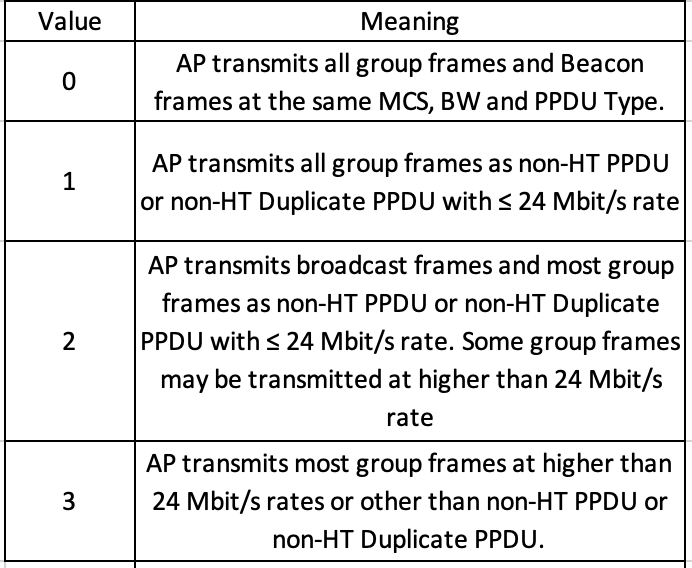 Value Meaning
0
AP transmits all group frames and Beacon
frames at the same MCS, BW and PPDU Type.
1
AP transmits all group frames as non-HT PPDU
or non-HT Duplicate PPDU with ≤ 24 Mbit/s rate
2
AP transmits broadcast frames and most group
frames as non-HT PPDU or non-HT Duplicate
PPDU with ≤ 24 Mbit/s rate. Some group frames
may be transmitted at higher than 24 Mbit/s
rate
3
AP transmits most group frames at higher than
24 Mbit/s rates or other than non-HT PPDU or
non-HT Duplicate PPDU.